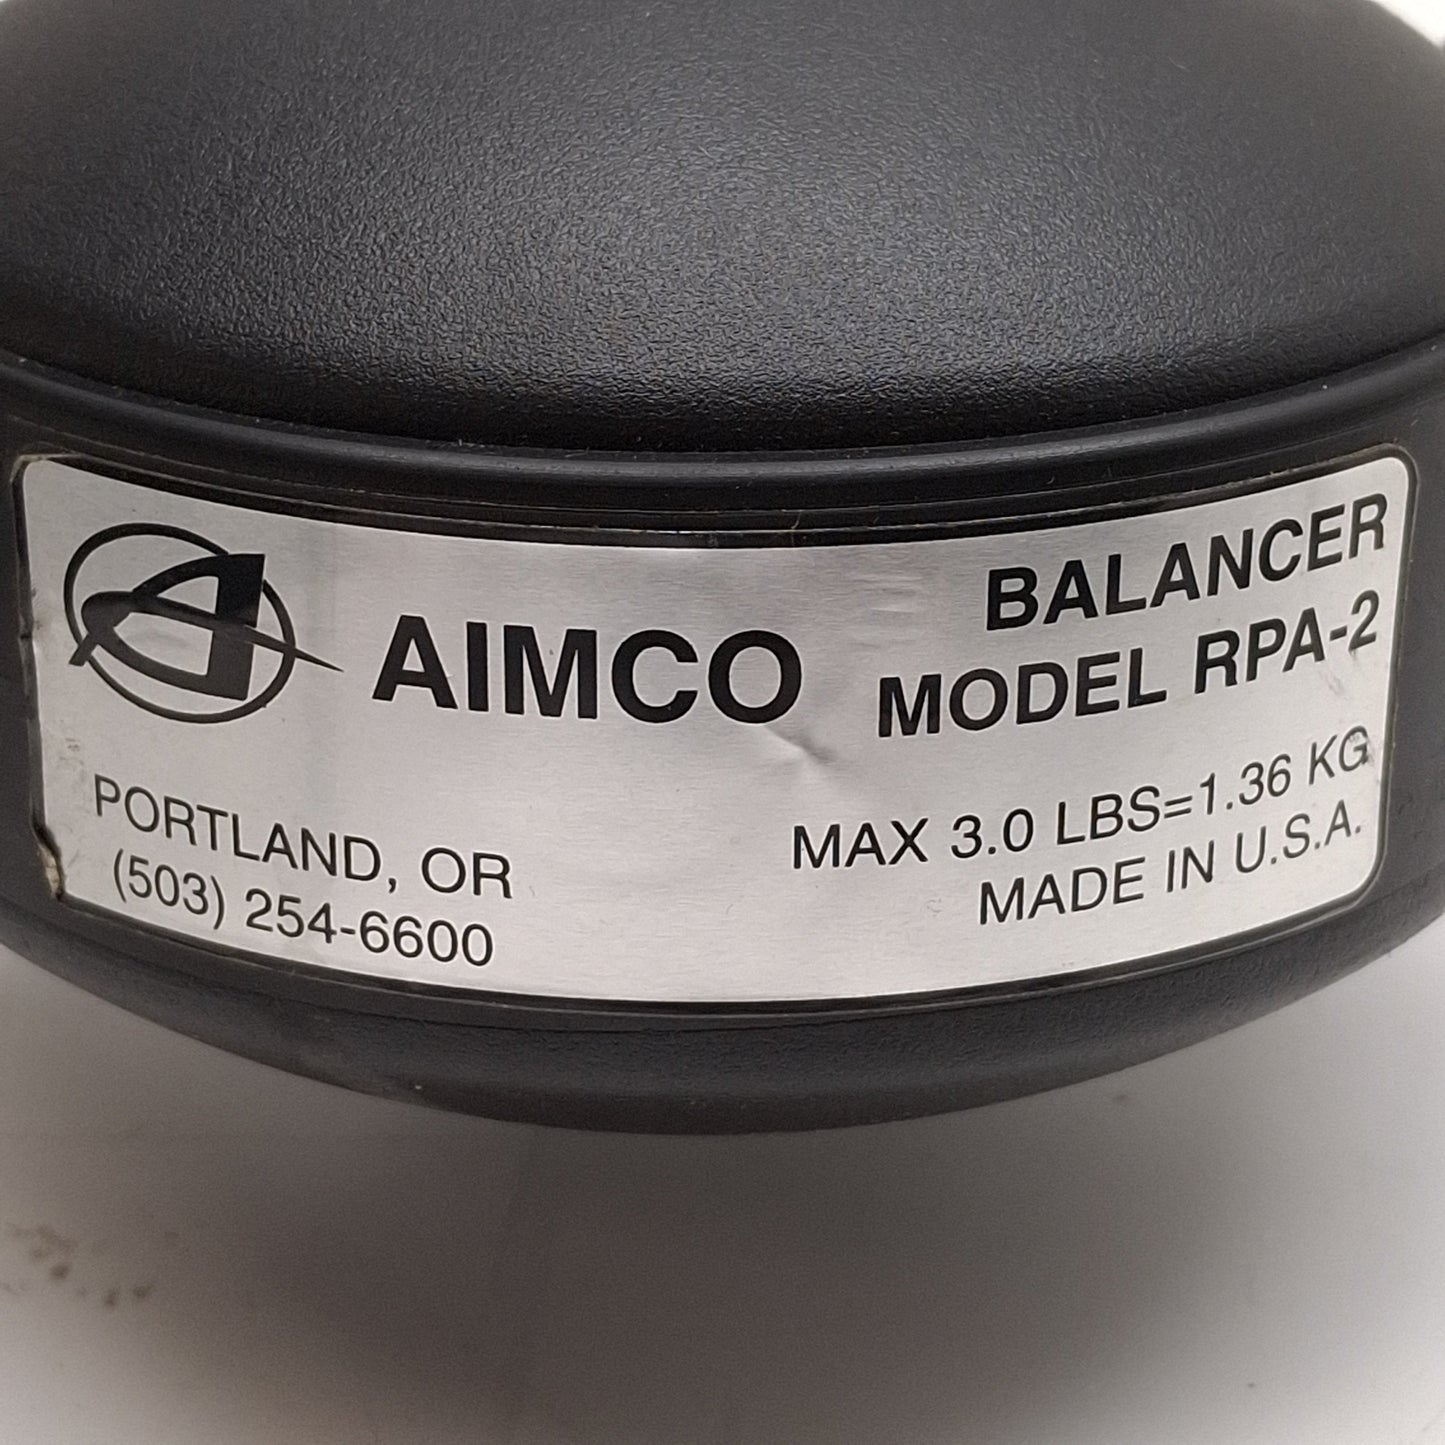 AIMCO
PORTLAND, OR
(503) 254-6600
BALANCER
MODEL RPA-2
MAX 3.0 LBS=1.36 KG
MADE IN U.S.A.